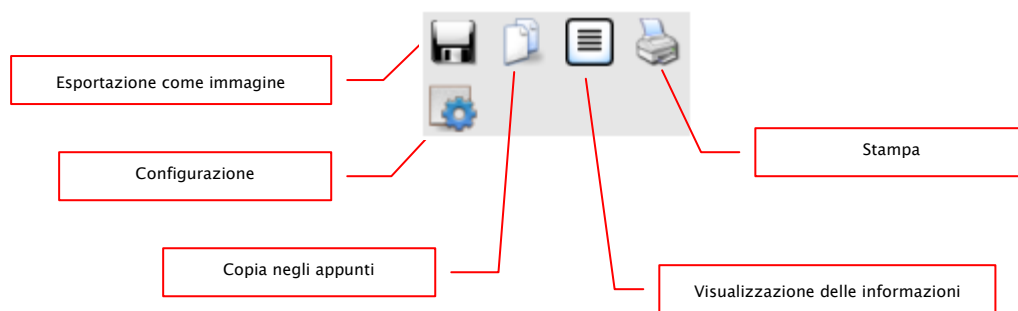 Esportazione come immagine
Stampa
Configurazione
Copia negli appunti
Visualizzazione delle informazioni